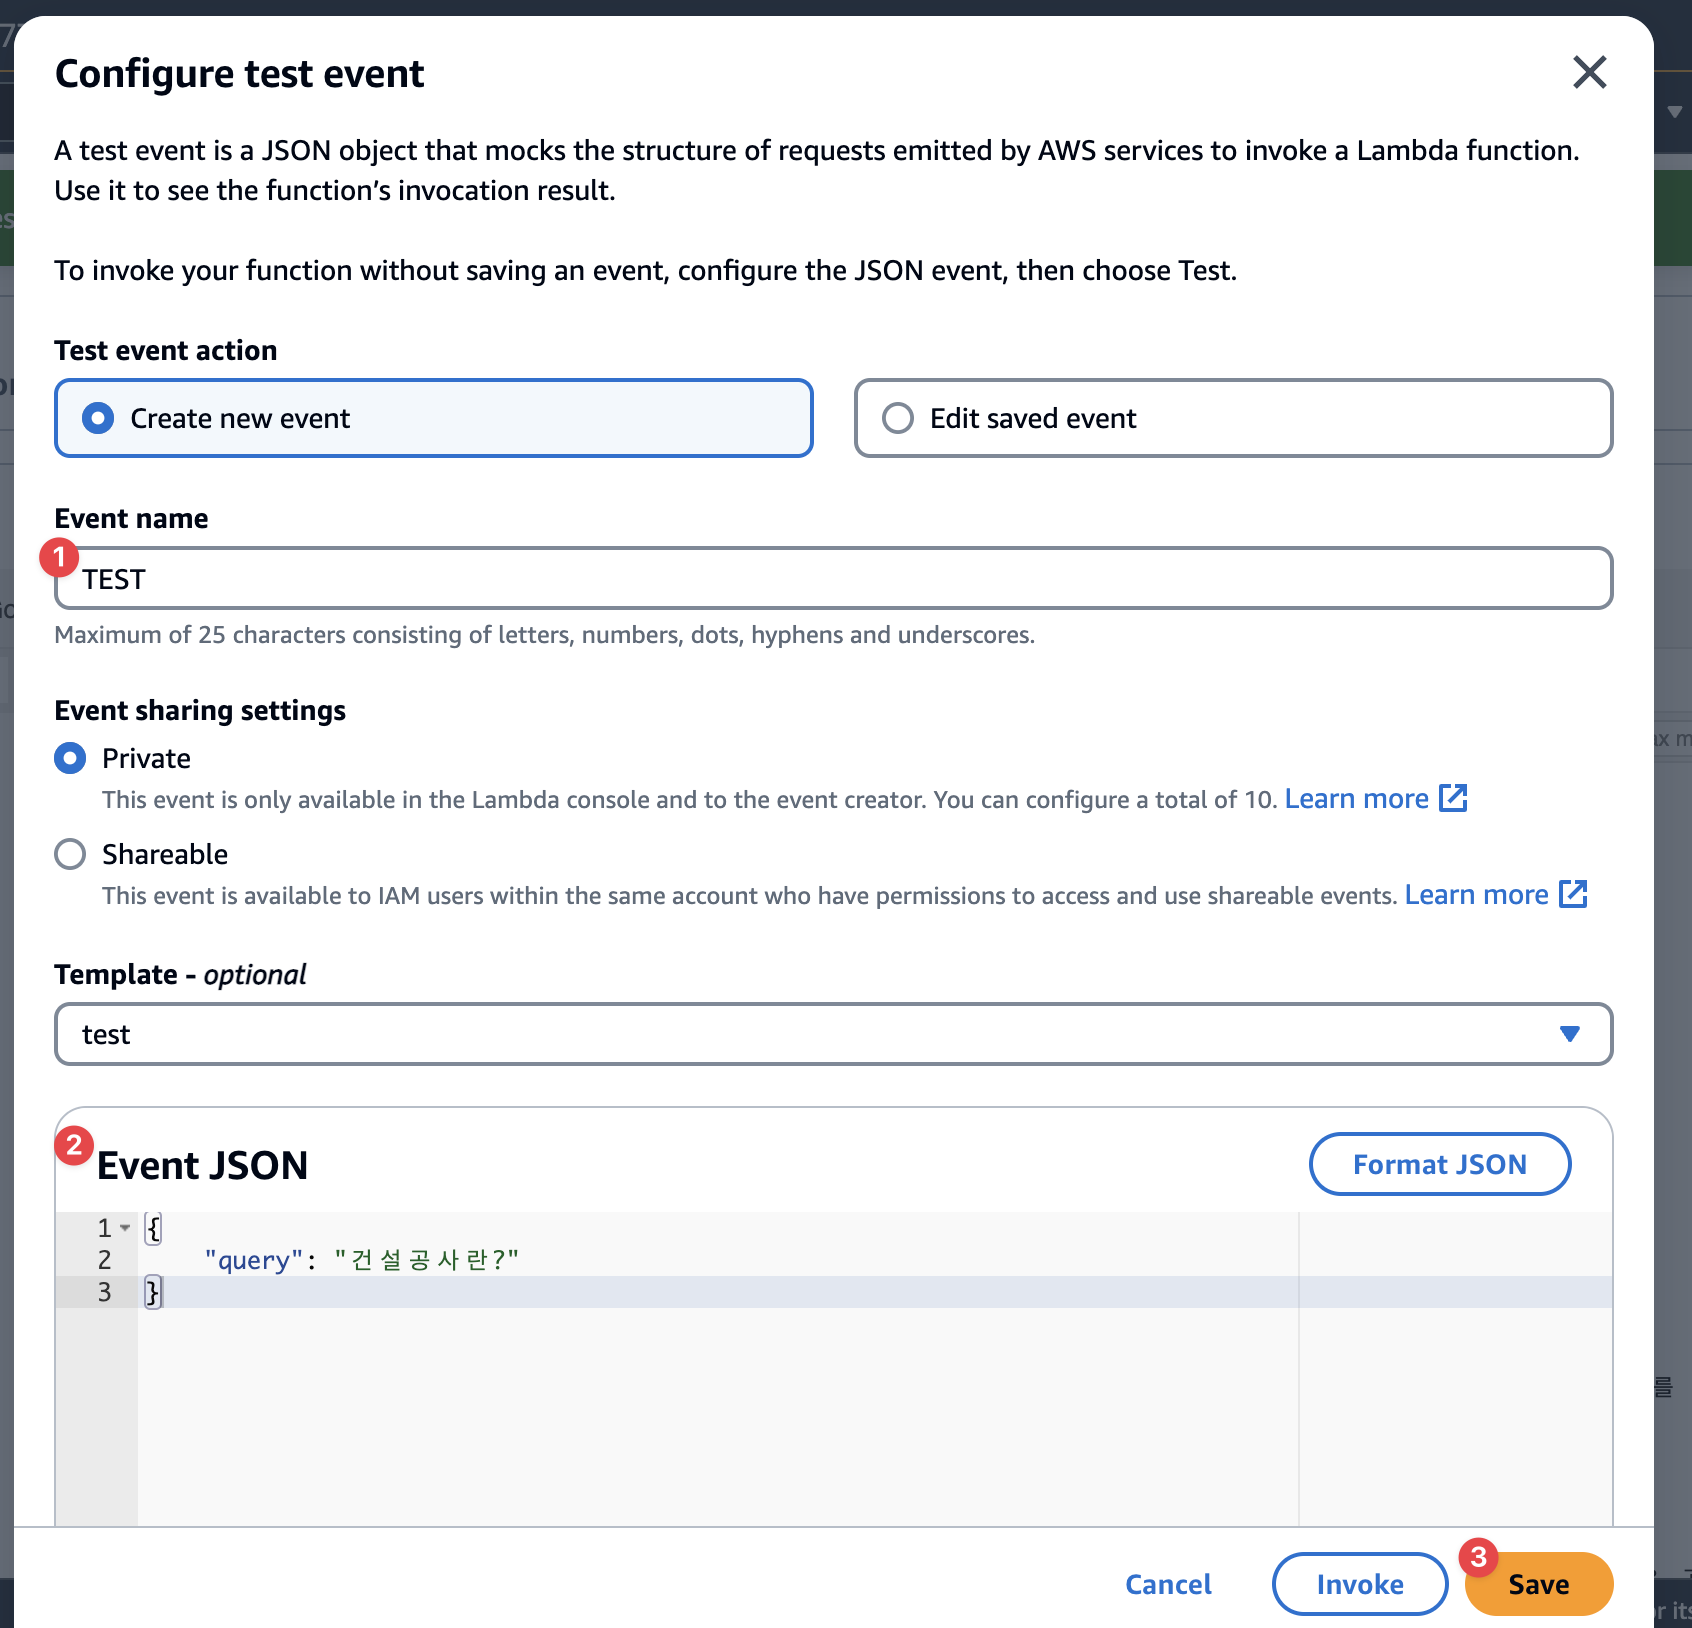 Configure test event
A test event is a JSON object that mocks the structure of requests emitted by AWS services to invoke a Lambda function.
Use it to see the function’s invocation result.
To invoke your function without saving an event, configure the JSON event, then choose Test.
Test event action
Create new event
Edit saved event
Event name
1
TEST
Maximum of 25 characters consisting of letters, numbers, dots, hyphens and underscores.
Event sharing settings
Private
This event is only available in the Lambda console and to the event creator. You can configure a total of 10. Learn more
Shareable
This event is available to IAM users within the same account who have permissions to access and use shareable events. Learn more
Template - optional
test
2
Event JSON
Format JSON
1 {
2 "query": "건설공사란?"
3 }
를
Cancel
Invoke
3
Save